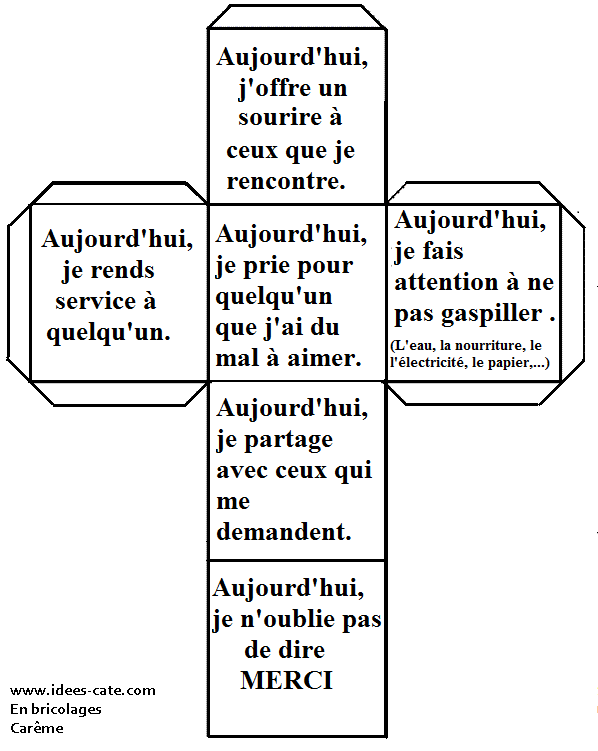 Aujourd'hui,
j'offre un
sourire à
ceux que je
rencontre.
Aujourd'hui,
je rends
service à
quelqu'un.
Aujourd'hui,
je prie pour
quelqu'un
que j'ai du
mal à aimer.
Aujourd'hui,
je fais
attention à ne
pas gaspiller .
(L'eau, la nourriture, le
l'électricité, le papier,...)
Aujourd'hui,
je partage
avec ceux qui
me
demandent.
Aujourd'hui,
je n'oublie pas
de dire
MERCI
www.idees-cate.com
En bricolages
Carême